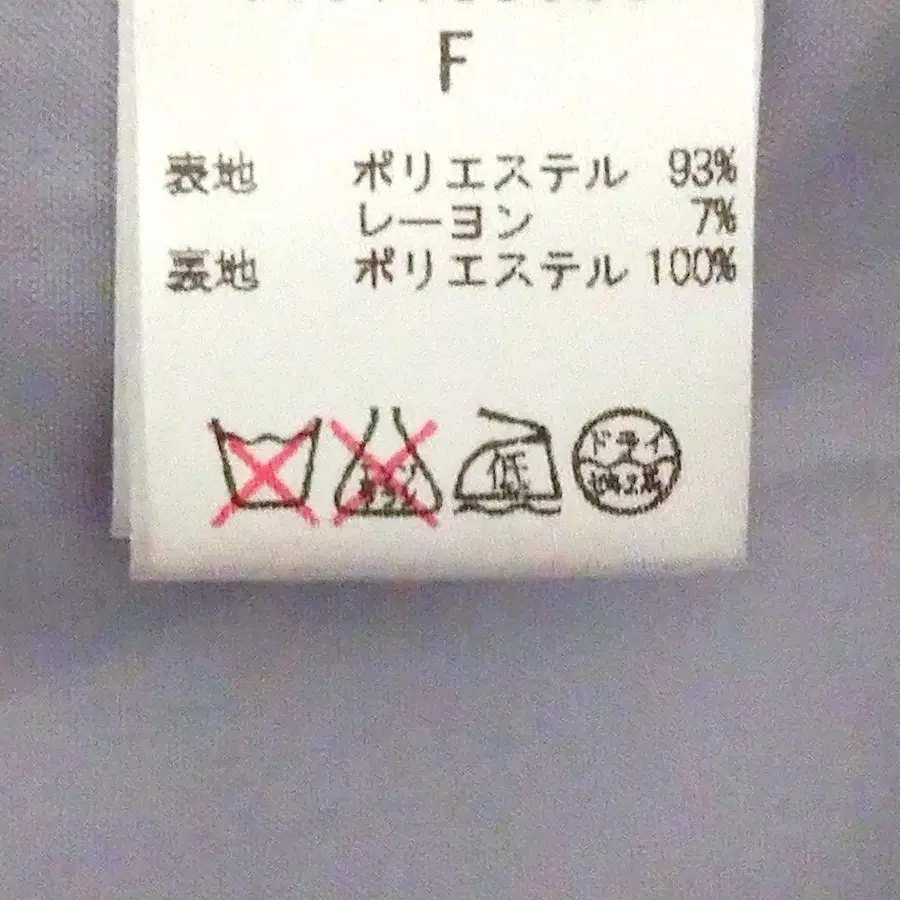 F
表地 ポリエステル 93%
レーヨン 7%
裏地 ポリエステル 100%
低
ドライ